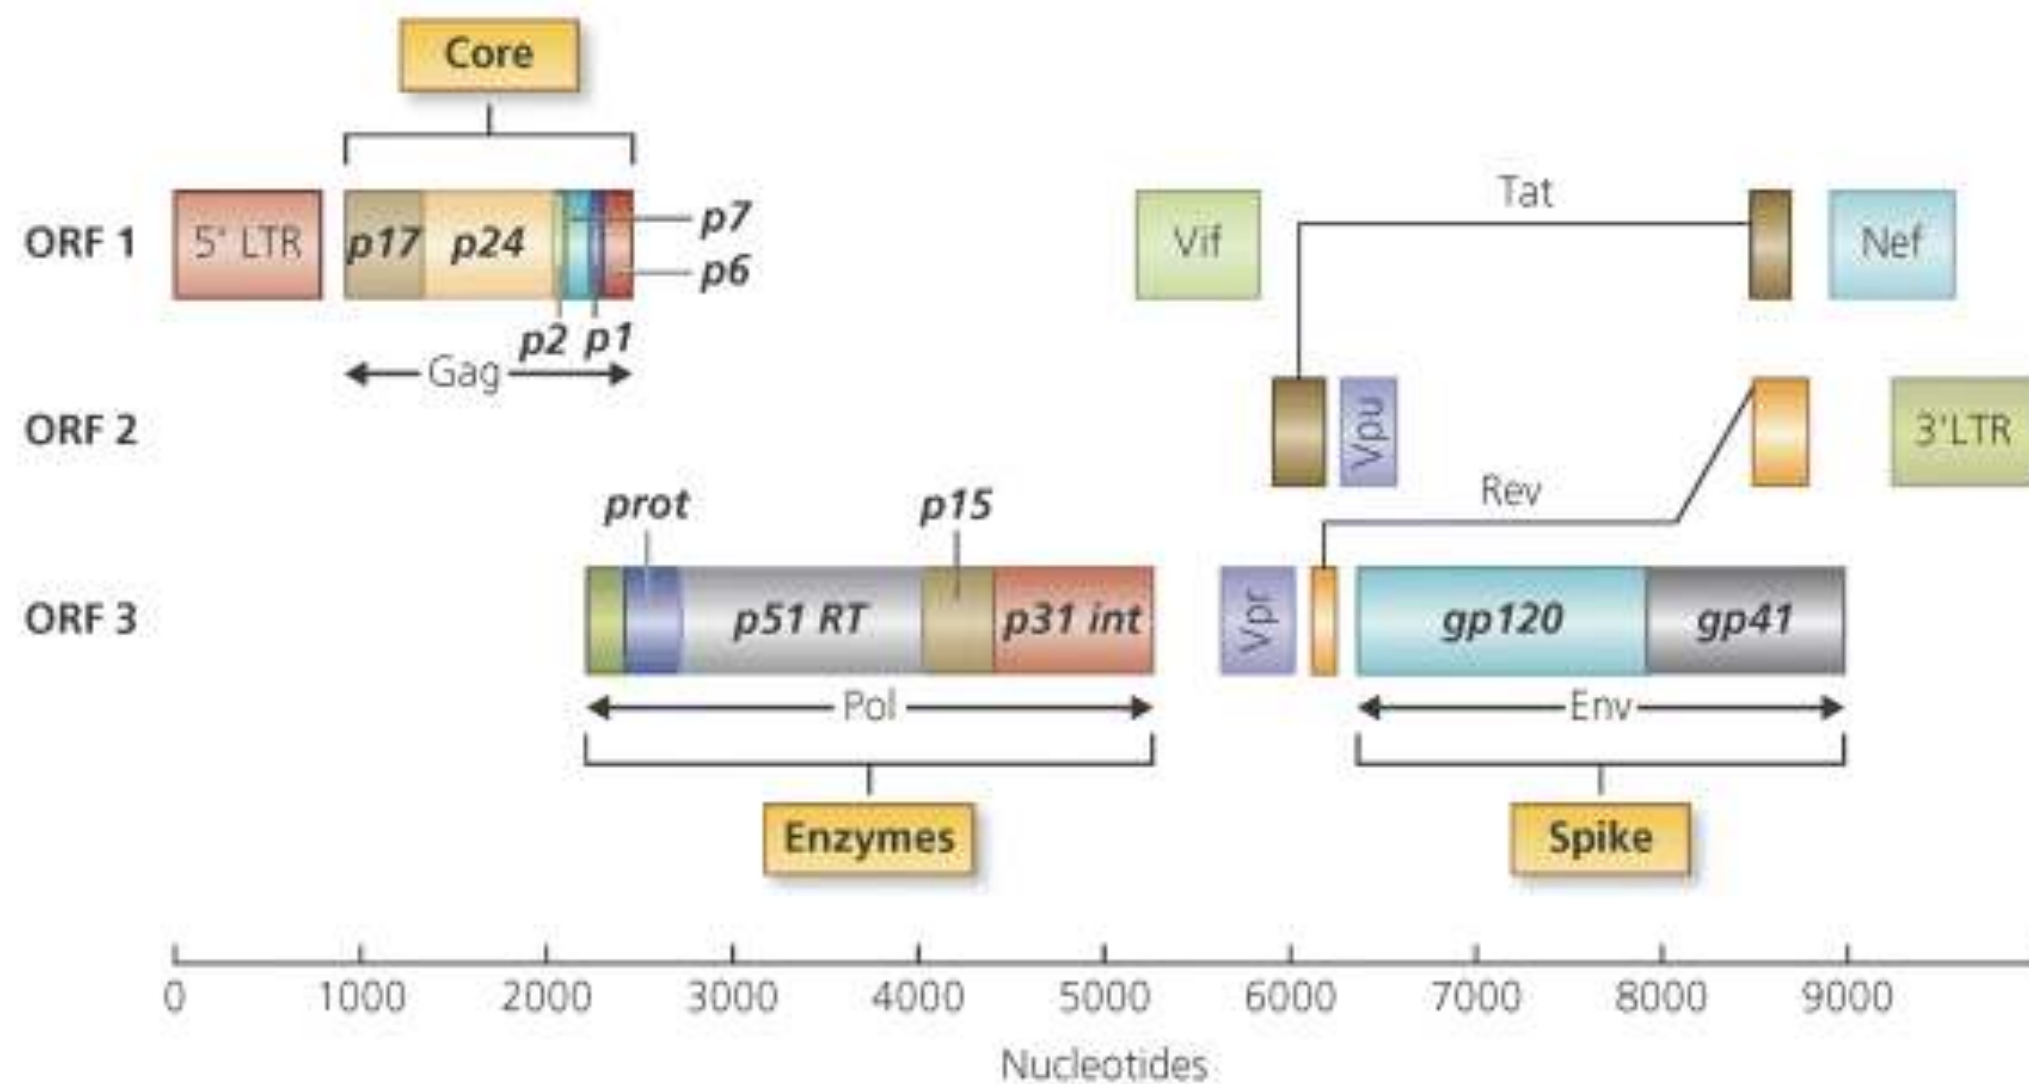 Core
Tat
ORF 1
5' LTR
p17
p24
p7
p6
Vif
Nef
p2
p1
Gag
ORF 2
Vpu
3'LTR
Rev
prot
p15
ORF 3
p51 RT
p31 int
Vpr
gp120
gp41
Pol
Env
Enzymes
Spike
0 1000 2000 3000 4000 5000 6000 7000 8000 9000
Nucleotides